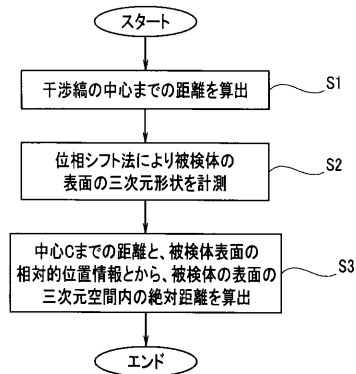 スタート
干渉縞の中心までの距離を算出
S1
位相シフト法により被検体の
表面の三次元形状を計測
S2
中心Cまでの距離と、被検体表面の
相対的位置情報とから、被検体の表面の
三次元空間内の絶対距離を算出
S3
エンド